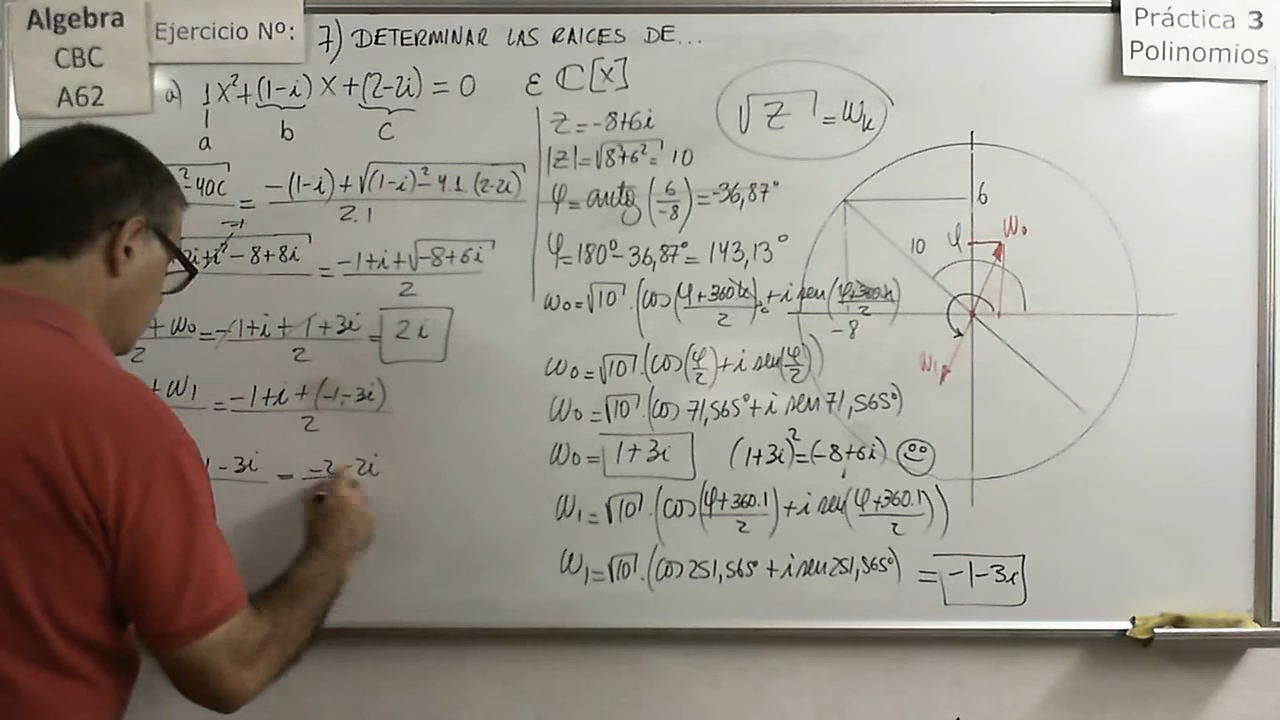 Algebra
CBC
A62
Ejercicio Nº:
7) DETERMINAR LAS RAICES DE...
Práctica 3
Polinomios
a) 1x²+(1-i)x+(2-2i)=0 ∈ ℂ[x]
a b c
²-4ac = -(1-i)+√(1-i)²-4.1(2-2i)
2.1
-1
2i+i²-8+8i = -1+i+√-8+6i
2
+w₀ = -1+i+1+3i = 2i
2 2
+w₁ = -1+i+(-1-3i)
2
1-3i = -2-2i
z=-8+6i
|z|=√8²+6²= 10
φ=arctg(6/-8)=-36,87°
φ=180°-36,87°=143,13°
w₀=√10.(cos(φ+360k/2)+i sen(φ+360.k/2))
w₀=√10.(cos(φ/2)+i sen(φ/2))
w₀=√10.(cos 71,565°+i sen 71,565°)
w₀= 1+3i (1+3i)²=(-8+6i)
w₁=√10.(cos(φ+360.1/2)+i sen(φ+360.1/2))
w₁=√10.(cos 251,565°+i sen 251,565°) = -1-3i
√z = wₖ
6
10 φ w₀
-8
w₁